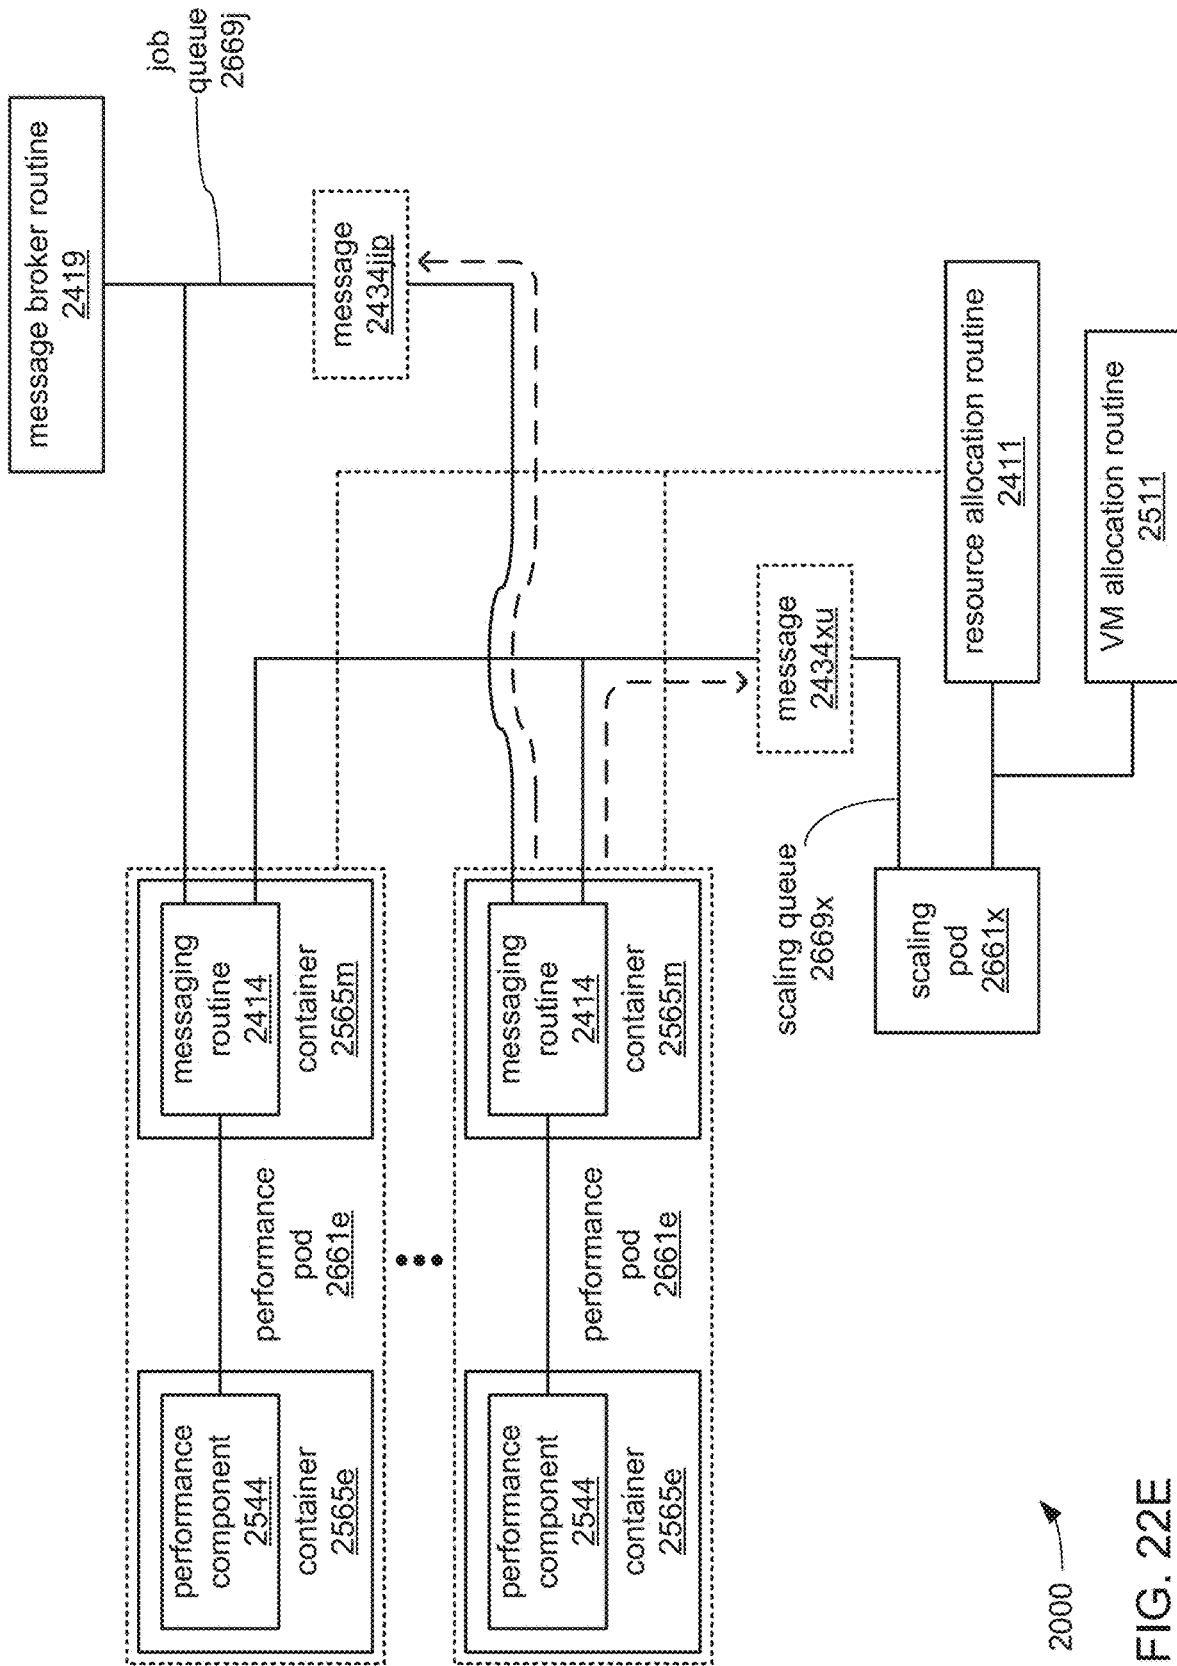 message broker routine
2419
job
queue
2669j
message
2434jip
performance
component
2544
container
2565e
performance
pod
2661e
messaging
routine
2414
container
2565m
•••
performance
component
2544
container
2565e
performance
pod
2661e
messaging
routine
2414
container
2565m
message
2434xu
scaling queue
2669x
scaling
pod
2661x
resource allocation routine
2411
VM allocation routine
2511
2000
FIG. 22E